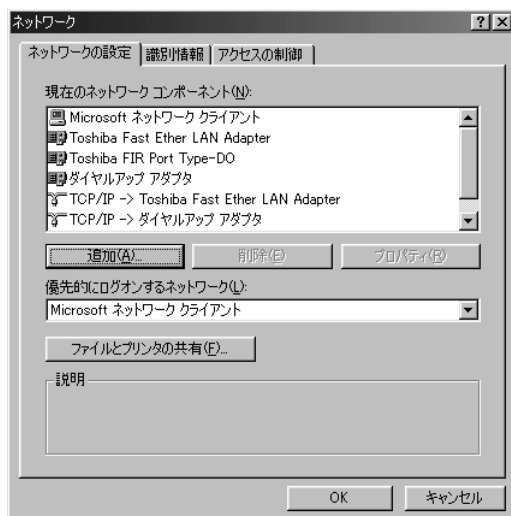 ネットワーク
ネットワークの設定 識別情報 アクセスの制御
現在のネットワーク コンポーネント(N):
Microsoft ネットワーク クライアント
Toshiba Fast Ether LAN Adapter
Toshiba FIR Port Type-DO
ダイヤルアップ アダプタ
TCP/IP -> Toshiba Fast Ether LAN Adapter
TCP/IP -> ダイヤルアップ アダプタ
追加(A)... 削除(E) プロパティ(R)
優先的にログオンするネットワーク(L):
Microsoft ネットワーク クライアント
ファイルとプリンタの共有(F)...
説明
OK キャンセル